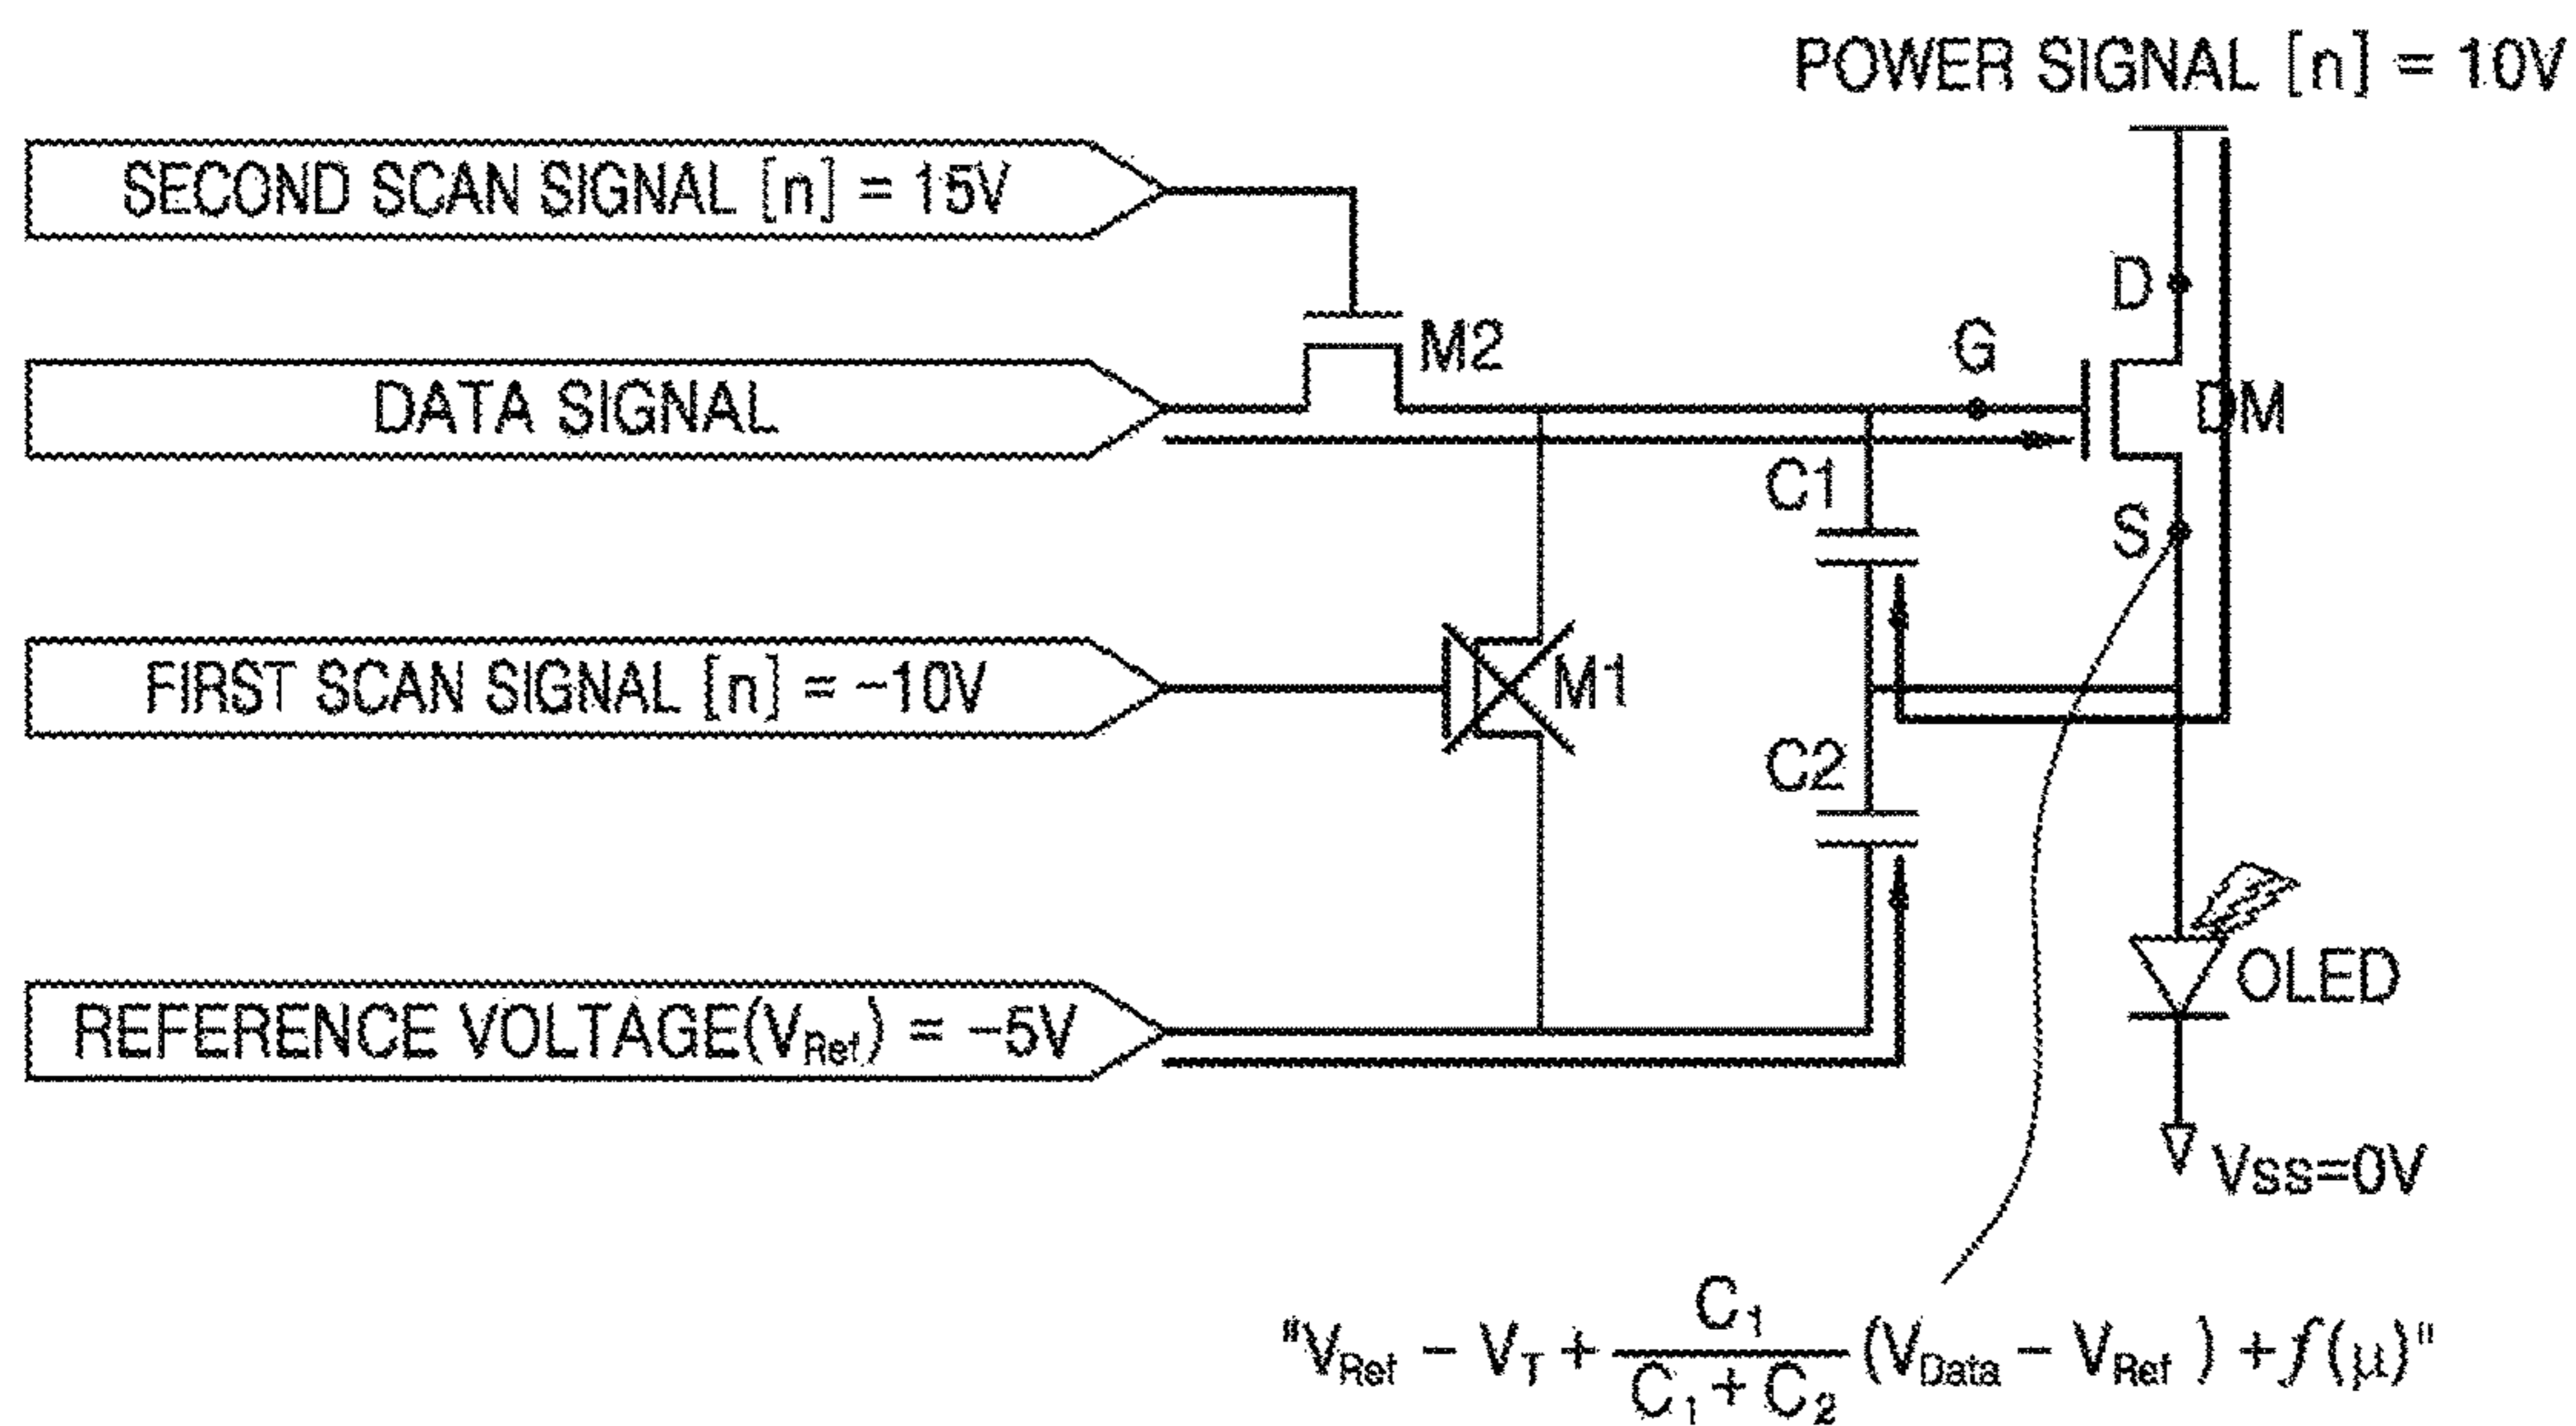 POWER SIGNAL [n] = 10V
SECOND SCAN SIGNAL [n] = 15V
D
M2
G
DATA SIGNAL
DM
C1
S
FIRST SCAN SIGNAL [n] = -10V
M1
C2
OLED
REFERENCE VOLTAGE(V_Ref) = -5V
Vss=0V
"V_Ref - V_T + C_1/(C_1 + C_2) (V_Data - V_Ref) + f(μ)"